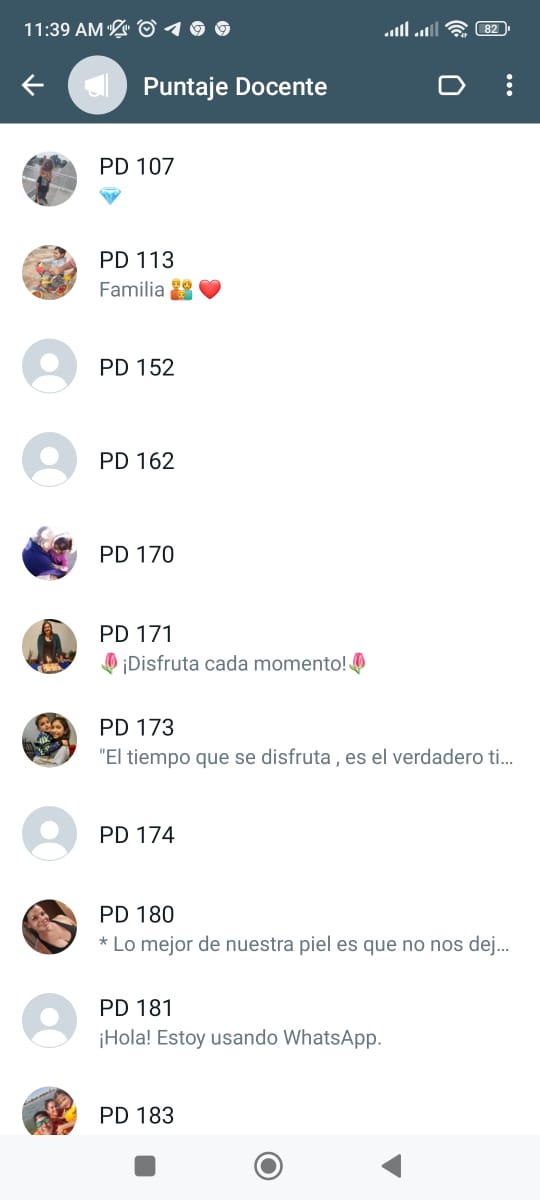 11:39 AM
82
Puntaje Docente
PD 107
💎
PD 113
Familia 👨‍👩‍👧‍👦 ❤️
PD 152
PD 162
PD 170
PD 171
🌷¡Disfruta cada momento!🌷
PD 173
"El tiempo que se disfruta , es el verdadero ti...
PD 174
PD 180
* Lo mejor de nuestra piel es que no nos dej...
PD 181
¡Hola! Estoy usando WhatsApp.
PD 183